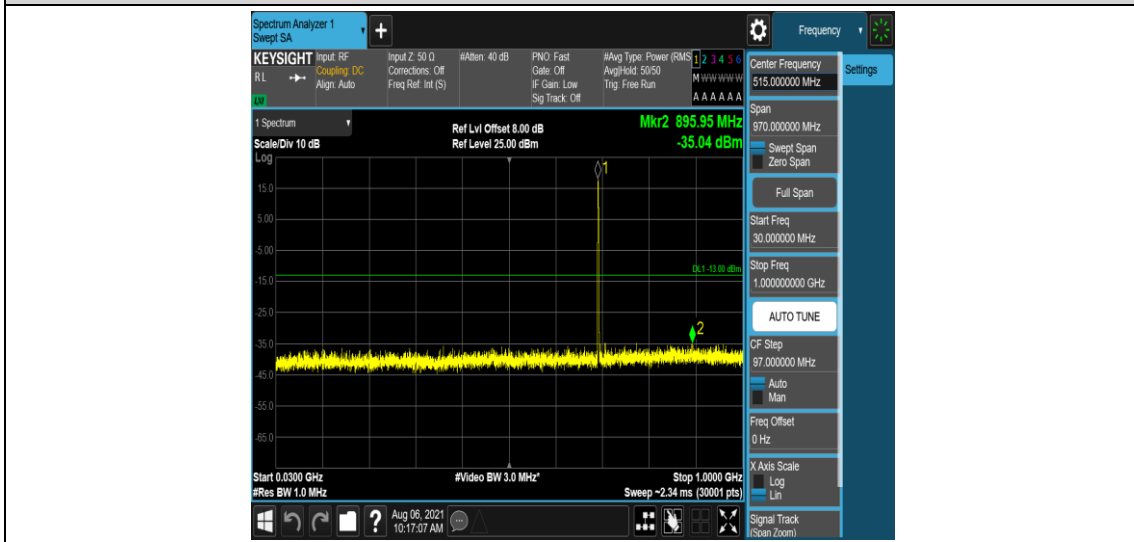 Spectrum Analyzer 1
Swept SA
+
Frequency
KEYSIGHT
RL
Input: RF
Coupling: DC
Align: Auto
Input Z: 50 Ω
Corrections: Off
Freq Ref: Int (S)
#Atten: 40 dB
PNO: Fast
Gate: Off
IF Gain: Low
Sig Track: Off
#Avg Type: Power (RMS
Avg|Hold: 50/50
Trig: Free Run
1 2 3 4 5 6
M W W W W W
A A A A A A
1 Spectrum
Scale/Div 10 dB
Log
Ref Lvl Offset 8.00 dB
Ref Level 25.00 dBm
Mkr2 895.95 MHz
-35.04 dBm
1
15.0
5.00
-5.00
DL1 -13.00 dBm
-15.0
-25.0
2
-35.0
-45.0
-55.0
-65.0
Start 0.0300 GHz
#Res BW 1.0 MHz
#Video BW 3.0 MHz*
Stop 1.0000 GHz
Sweep ~2.34 ms (30001 pts)
?
Aug 06, 2021
10:17:07 AM
Center Frequency
515.000000 MHz
Settings
Span
970.000000 MHz
Swept Span
Zero Span
Full Span
Start Freq
30.000000 MHz
Stop Freq
1.000000000 GHz
AUTO TUNE
CF Step
97.000000 MHz
Auto
Man
Freq Offset
0 Hz
X Axis Scale
Log
Lin
Signal Track
(Span Zoom)